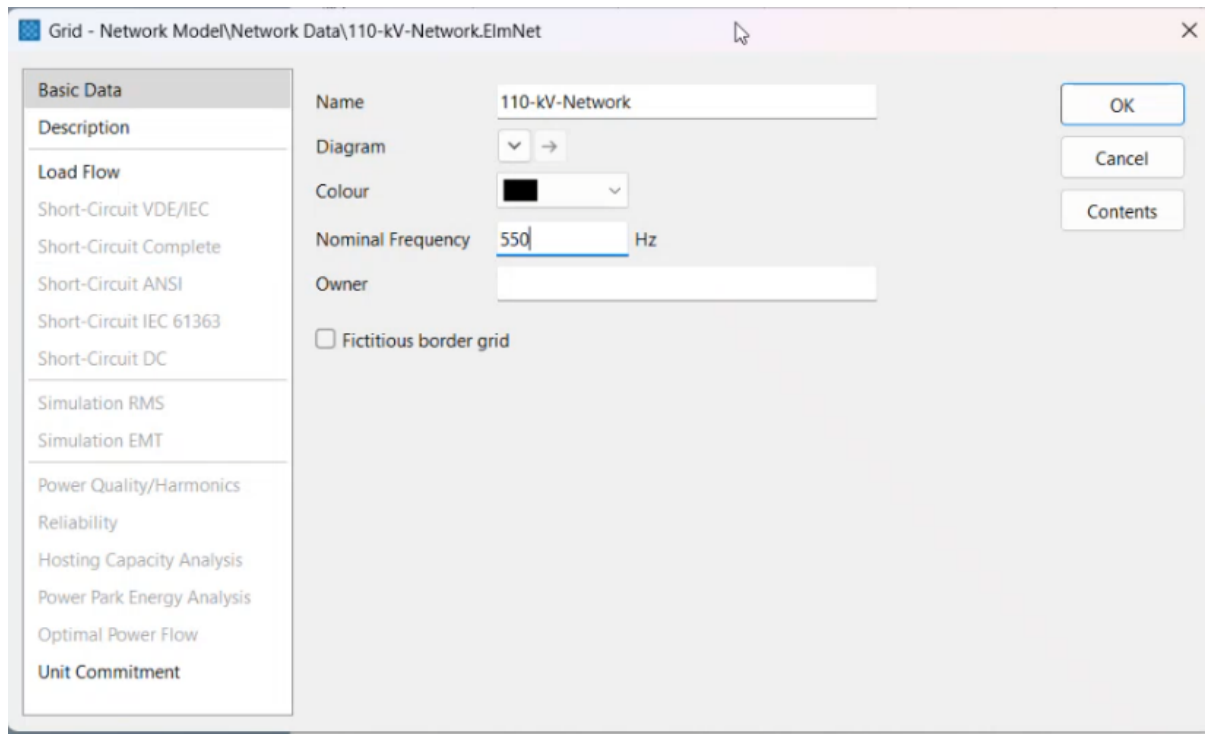 Grid - Network Model\Network Data\110-kV-Network.ElmNet
Basic Data
Description
Load Flow
Short-Circuit VDE/IEC
Short-Circuit Complete
Short-Circuit ANSI
Short-Circuit IEC 61363
Short-Circuit DC
Simulation RMS
Simulation EMT
Power Quality/Harmonics
Reliability
Hosting Capacity Analysis
Power Park Energy Analysis
Optimal Power Flow
Unit Commitment
Name 110-kV-Network
Diagram
Colour
Nominal Frequency 550 Hz
Owner
Fictitious border grid
OK
Cancel
Contents